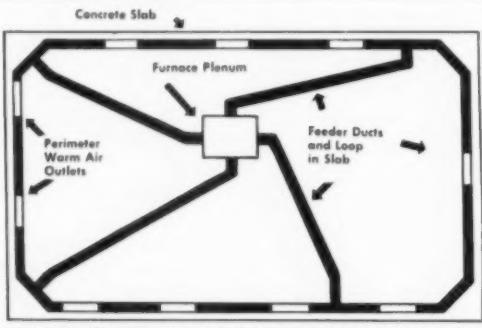 Concrete Slab
Furnace Plenum
Perimeter
Warm Air
Outlets
Feeder Ducts
and Loop
in Slab